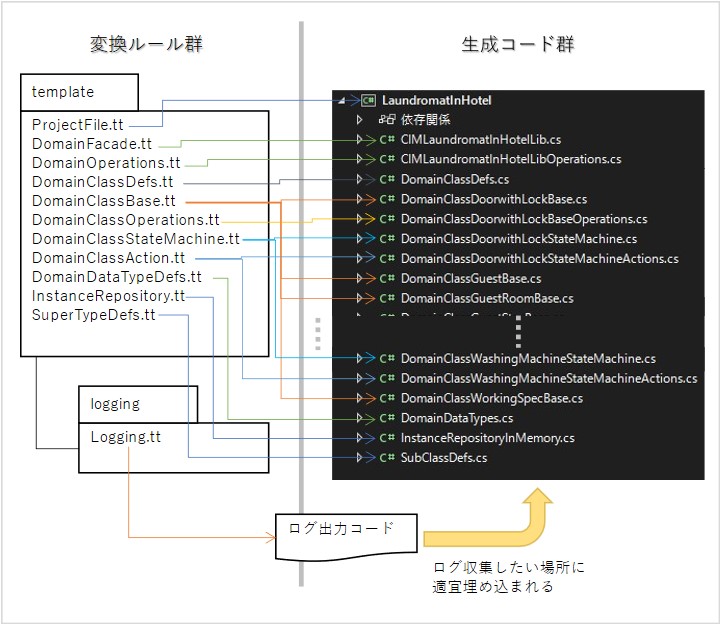 変換ルール群
生成コード群
template
ProjectFile.tt
DomainFacade.tt
DomainOperations.tt
DomainClassDefs.tt
DomainClassBase.tt
DomainClassOperations.tt
DomainClassStateMachine.tt
DomainClassAction.tt
DomainDataTypeDefs.tt
InstanceRepository.tt
SuperTypeDefs.tt
logging
Logging.tt
C# LaundromatInHotel
依存関係
C# CIMLaundromatInHotelLib.cs
C# CIMLaundromatInHotelLibOperations.cs
C# DomainClassDefs.cs
C# DomainClassDoorwithLockBase.cs
C# DomainClassDoorwithLockBaseOperations.cs
C# DomainClassDoorwithLockStateMachine.cs
C# DomainClassDoorwithLockStateMachineActions.cs
C# DomainClassGuestBase.cs
C# DomainClassGuestRoomBase.cs
C# DomainClassWashingMachineStateMachine.cs
C# DomainClassWashingMachineStateMachineActions.cs
C# DomainClassWorkingSpecBase.cs
C# DomainDataTypes.cs
C# InstanceRepositoryInMemory.cs
C# SubClassDefs.cs
ログ出力コード
ログ収集したい場所に
適宜埋め込まれる